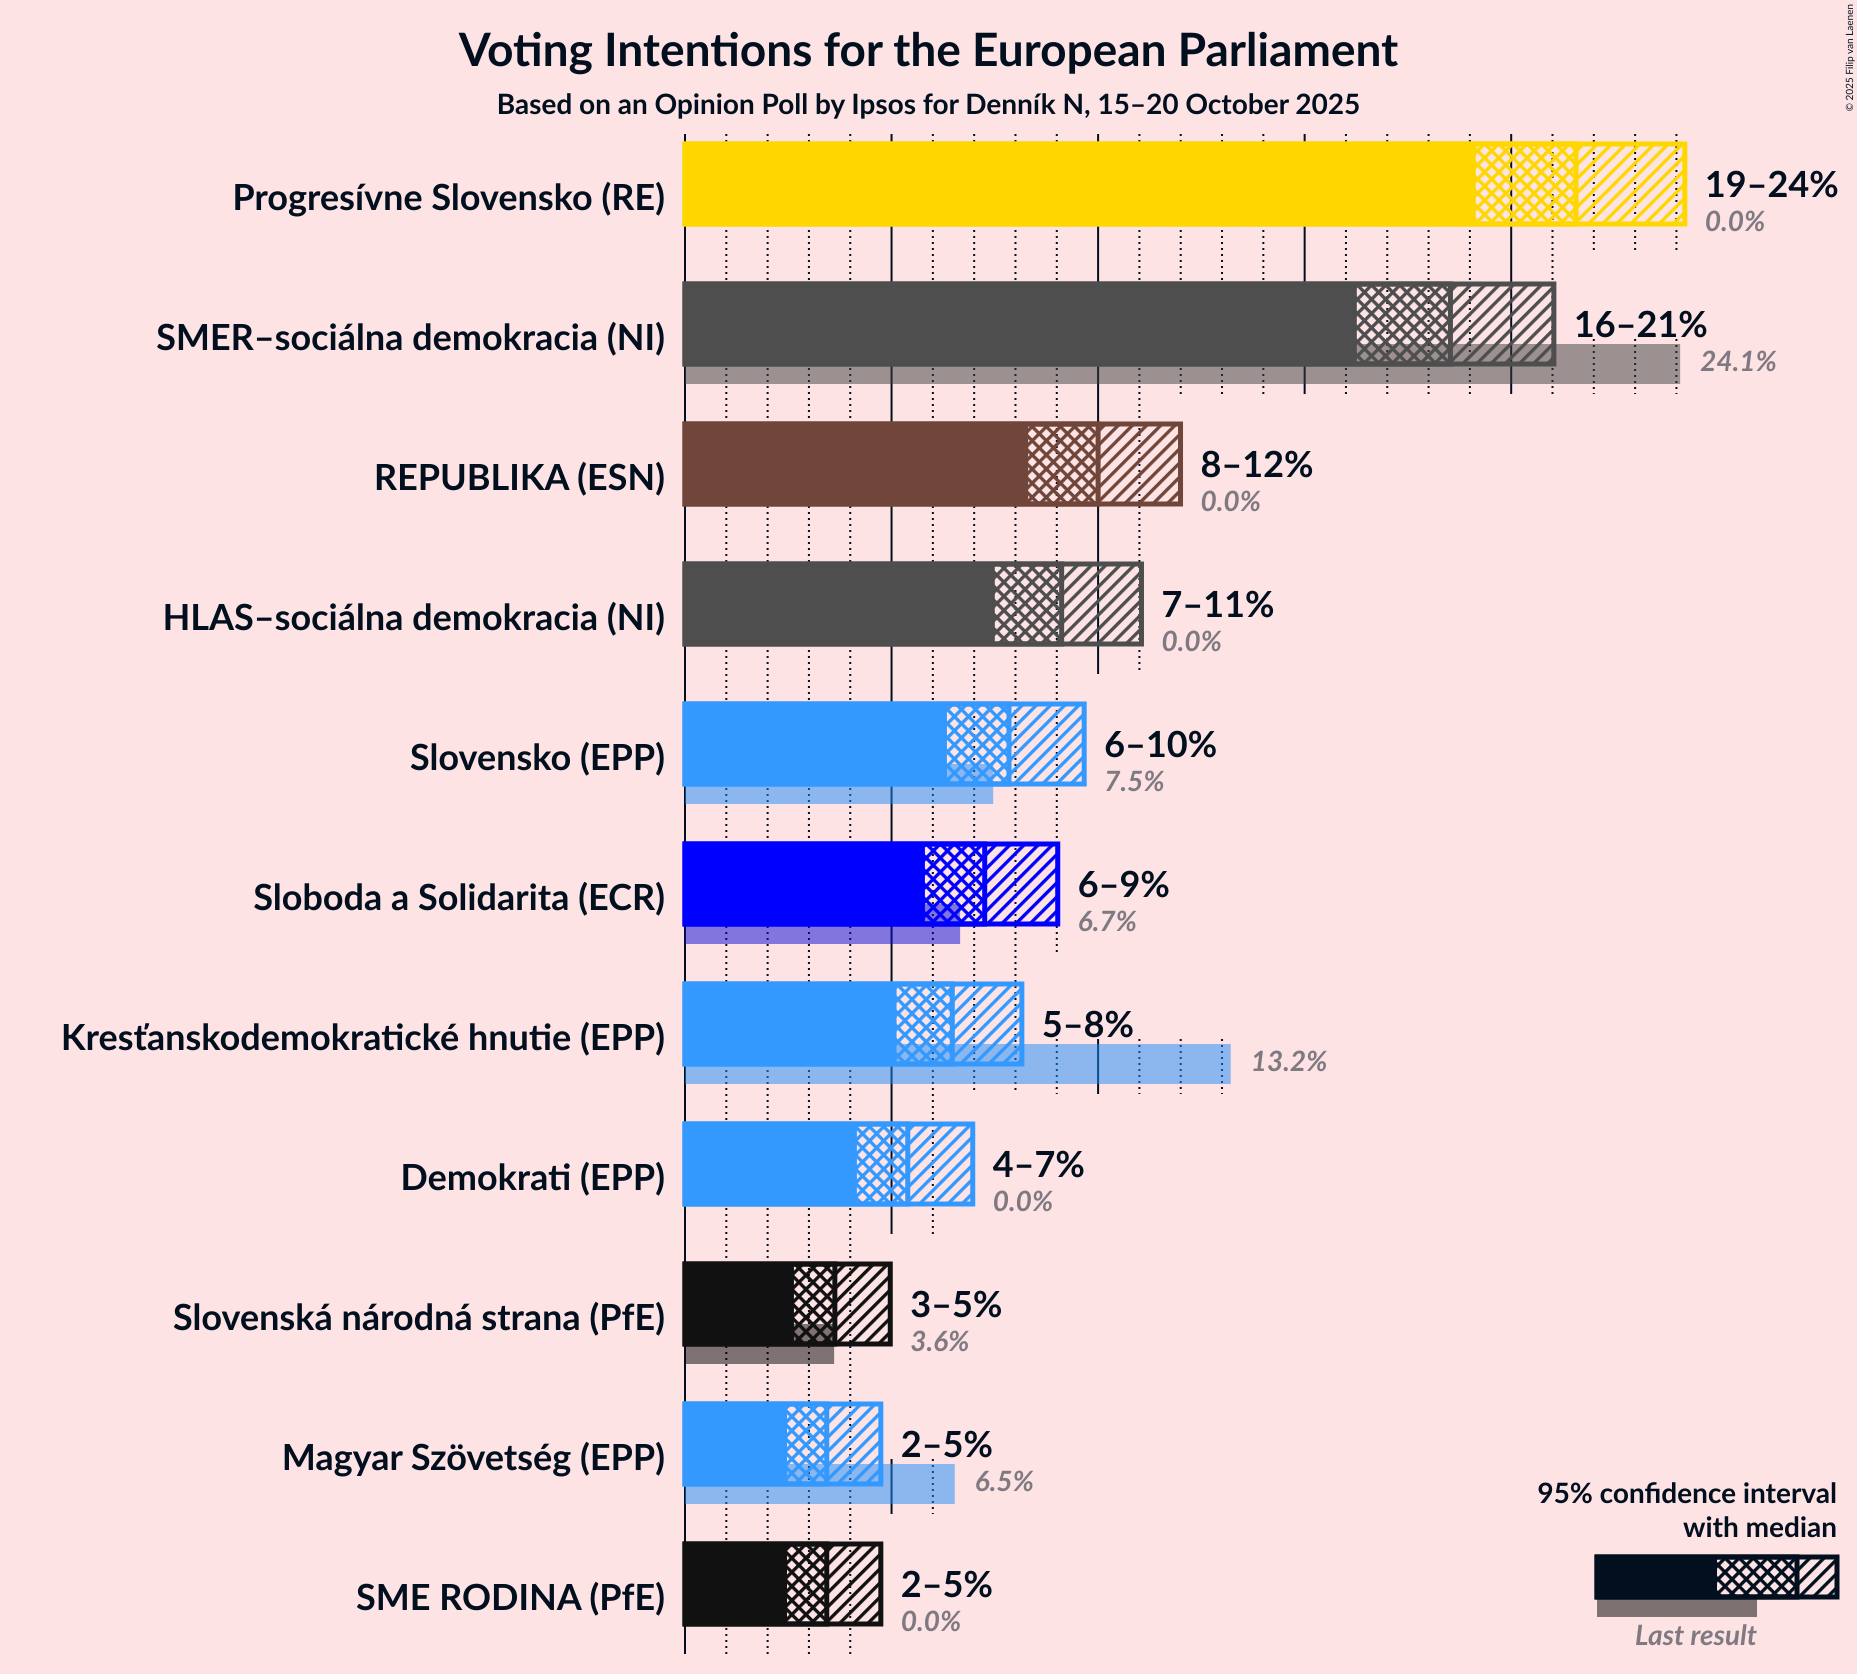 © 2025 Filip van Laenen
Voting Intentions for the European Parliament
Based on an Opinion Poll by Ipsos for Denník N, 15–20 October 2025
Progresívne Slovensko (RE)
19–24%
0.0%
SMER–sociálna demokracia (NI)
16–21%
24.1%
REPUBLIKA (ESN)
8–12%
0.0%
HLAS–sociálna demokracia (NI)
7–11%
0.0%
Slovensko (EPP)
6–10%
7.5%
Sloboda a Solidarita (ECR)
6–9%
6.7%
Kresťanskodemokratické hnutie (EPP)
5–8%
13.2%
Demokrati (EPP)
4–7%
0.0%
Slovenská národná strana (PfE)
3–5%
3.6%
Magyar Szövetség (EPP)
2–5%
6.5%
SME RODINA (PfE)
2–5%
0.0%
95% confidence interval
with median
Last result